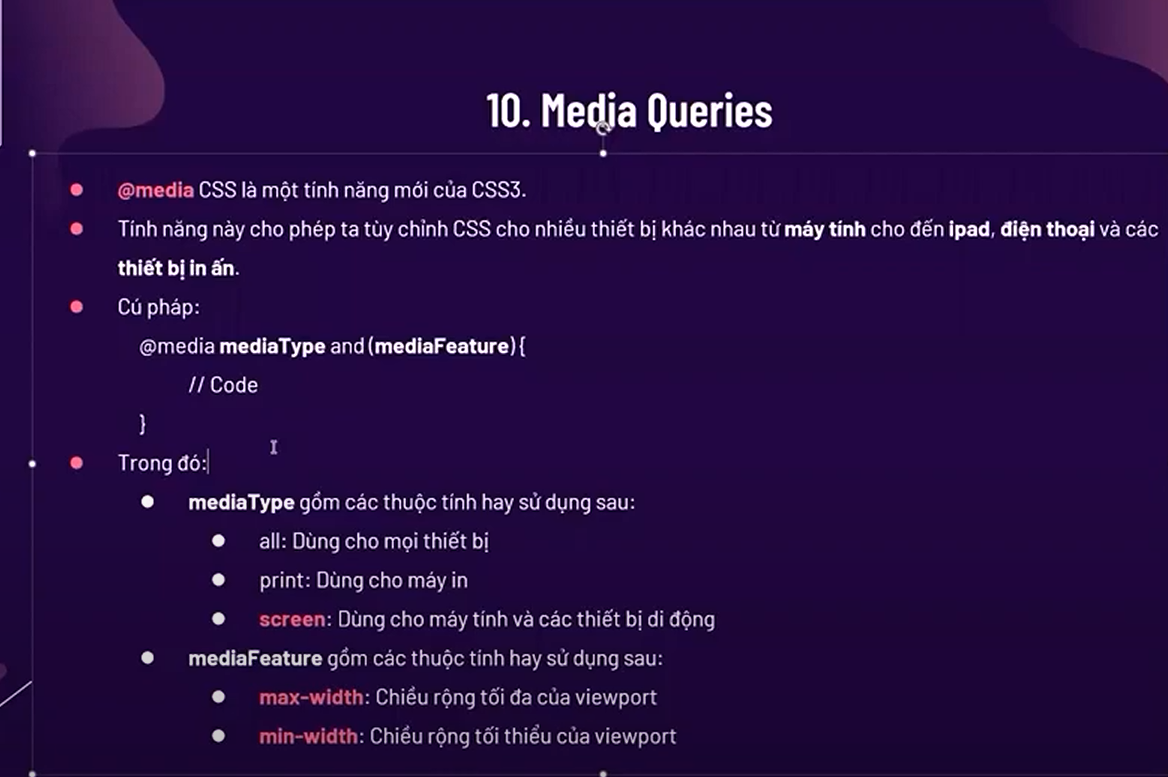 10. Media Queries
@media CSS là một tính năng mới của CSS3.
Tính năng này cho phép ta tùy chỉnh CSS cho nhiều thiết bị khác nhau từ máy tính cho đến ipad, điện thoại và các
thiết bị in ấn.
Cú pháp:
@media mediaType and (mediaFeature) {
// Code
}
Trong đó:
mediaType gồm các thuộc tính hay sử dụng sau:
all: Dùng cho mọi thiết bị
print: Dùng cho máy in
screen: Dùng cho máy tính và các thiết bị di động
mediaFeature gồm các thuộc tính hay sử dụng sau:
max-width: Chiều rộng tối đa của viewport
min-width: Chiều rộng tối thiểu của viewport